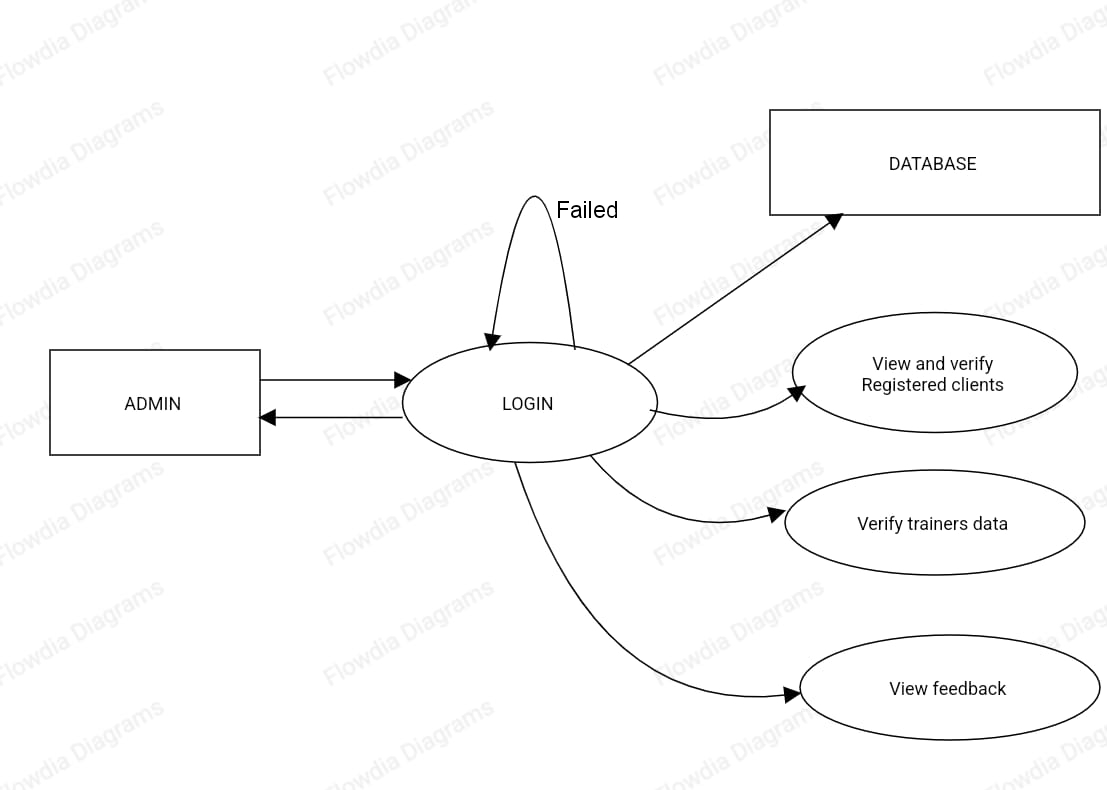 DATABASE
Failed
View and verify
Registered clients
ADMIN
LOGIN
Verify trainers data
View feedback
Flowdia Diagrams